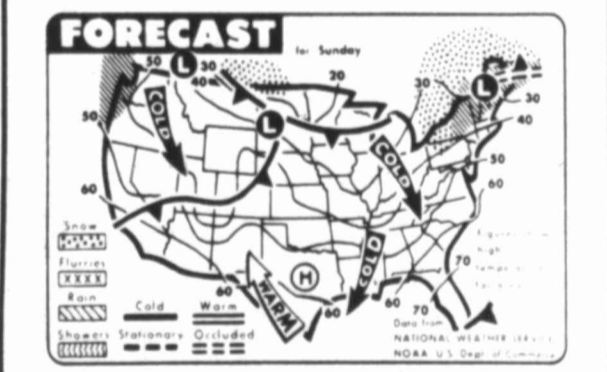 FORECAST
for Sunday
50
L
30
40
20
30
L
30
40
50
COLD
L
COLD
50
60
60
Snow
Flurries
Rain
Showers
Cold
Warm
Stationary
Occluded
60
WARM
H
60
COLD
60
70
70
high
Data from
NATIONAL WEATHER SERVICE
NOAA U.S. Dept. of Commerce